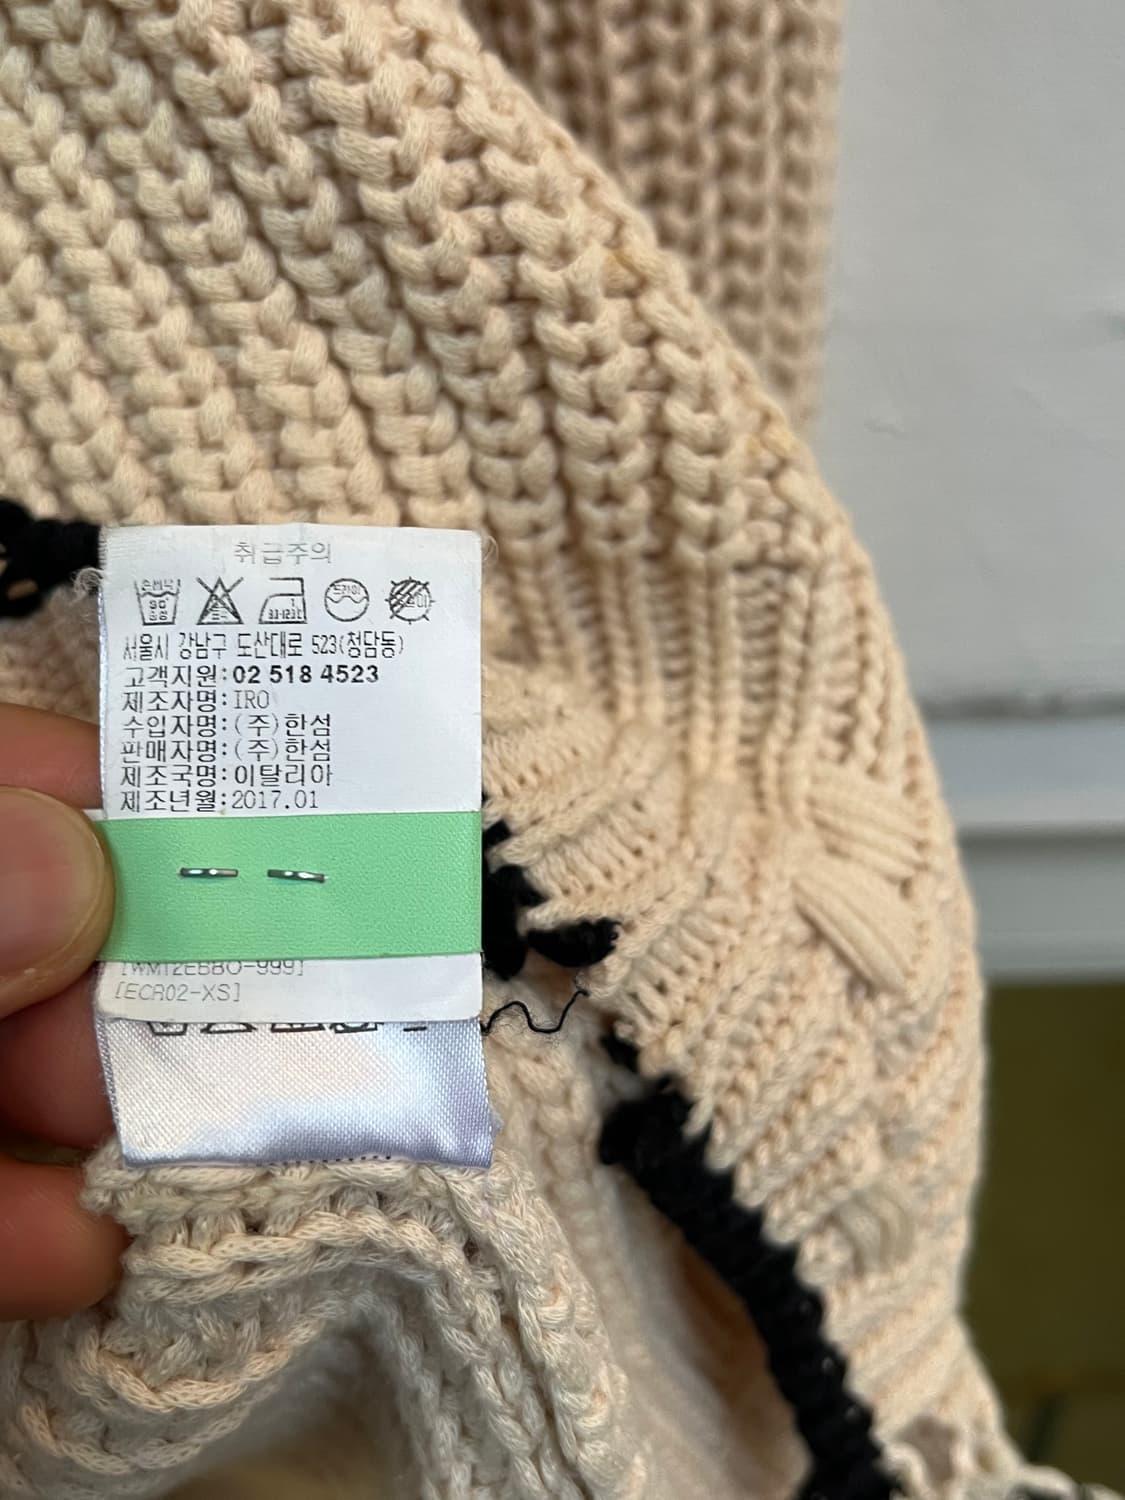 취급주의
서울시 강남구 도산대로 523(청담동)
고객지원:02 518 4523
제조자명:IRO
수입자명:(주)한섬
판매자명:(주)한섬
제조국명:이탈리아
제조년월:2017.01
[WM12EBBO-999]
[ECR02-XS]